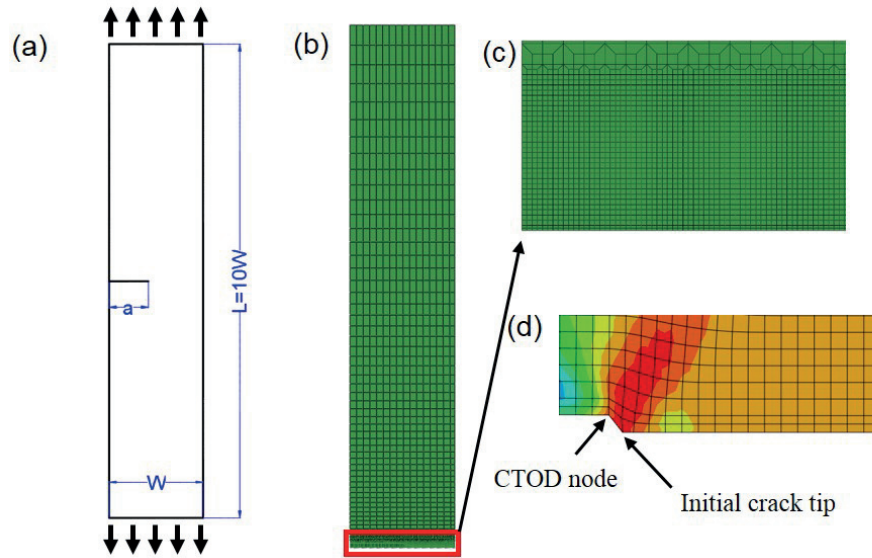 (a)
a
W
L=10W
(b)
(c)
(d)
CTOD node
Initial crack tip